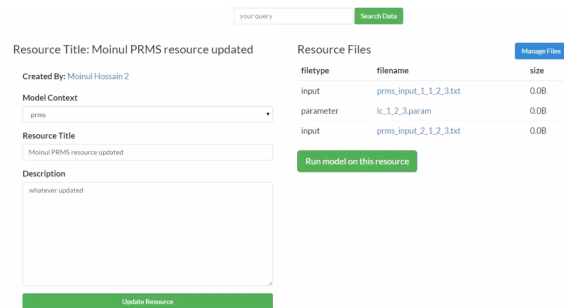 your query Search Data
Resource Title: Moinul PRMS resource updated
Created By: Moinul Hossain 2
Model Context
prms
Resource Title
Moinul PRMS resource updated
Description
whatever updated
Update Resource
Resource Files Manage Files
filetype filename size
input prms_input_1_1_2_3.txt 0.0B
parameter lc_1_2_3.param 0.0B
input prms_input_2_1_2_3.txt 0.0B
Run model on this resource